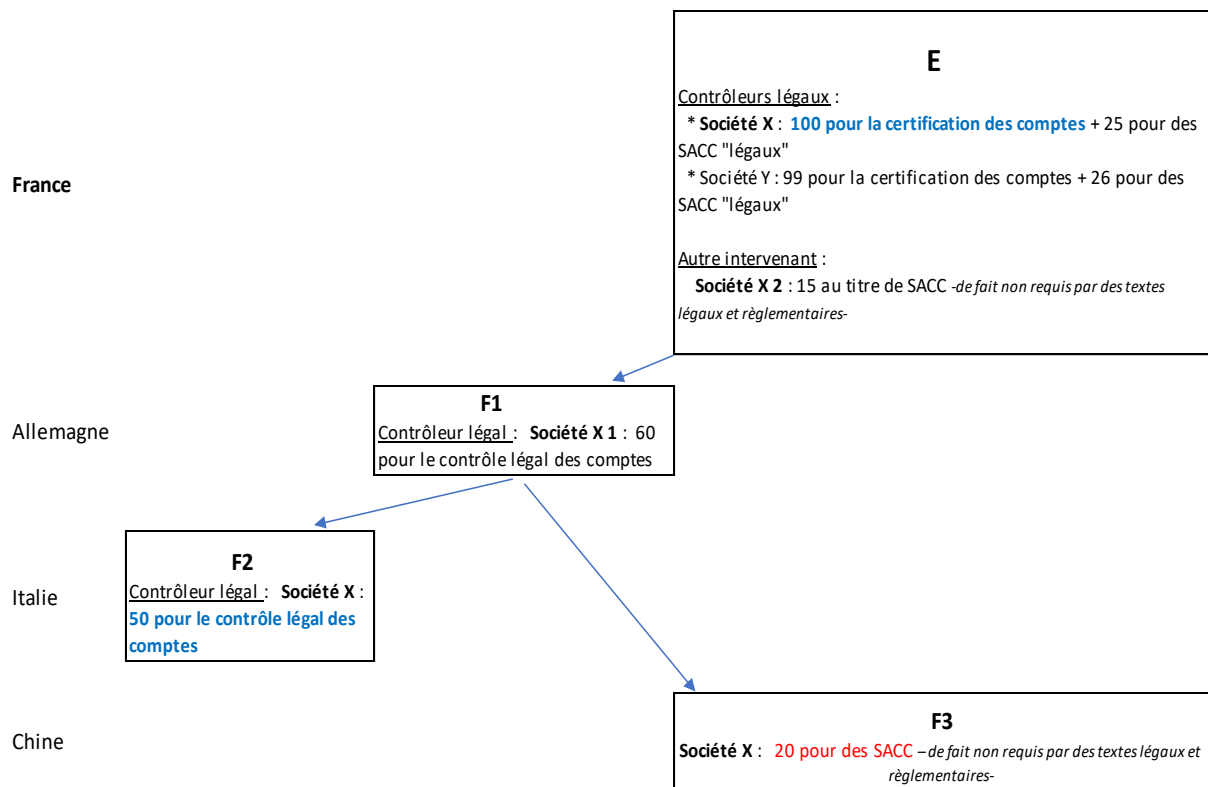 E
Contrôleurs légaux :
* Société X : 100 pour la certification des comptes + 25 pour des
SACC "légaux"
* Société Y : 99 pour la certification des comptes + 26 pour des
SACC "légaux"
France
Autre intervenant :
Société X 2 : 15 au titre de SACC -de fait non requis par des textes
légaux et règlementaires-
F1
Allemagne
Contrôleur légal : Société X 1 : 60
pour le contrôle légal des comptes
F2
Italie
Contrôleur légal : Société X :
50 pour le contrôle légal des
comptes
F3
Chine
Société X : 20 pour des SACC – de fait non requis par des textes légaux et
règlementaires-